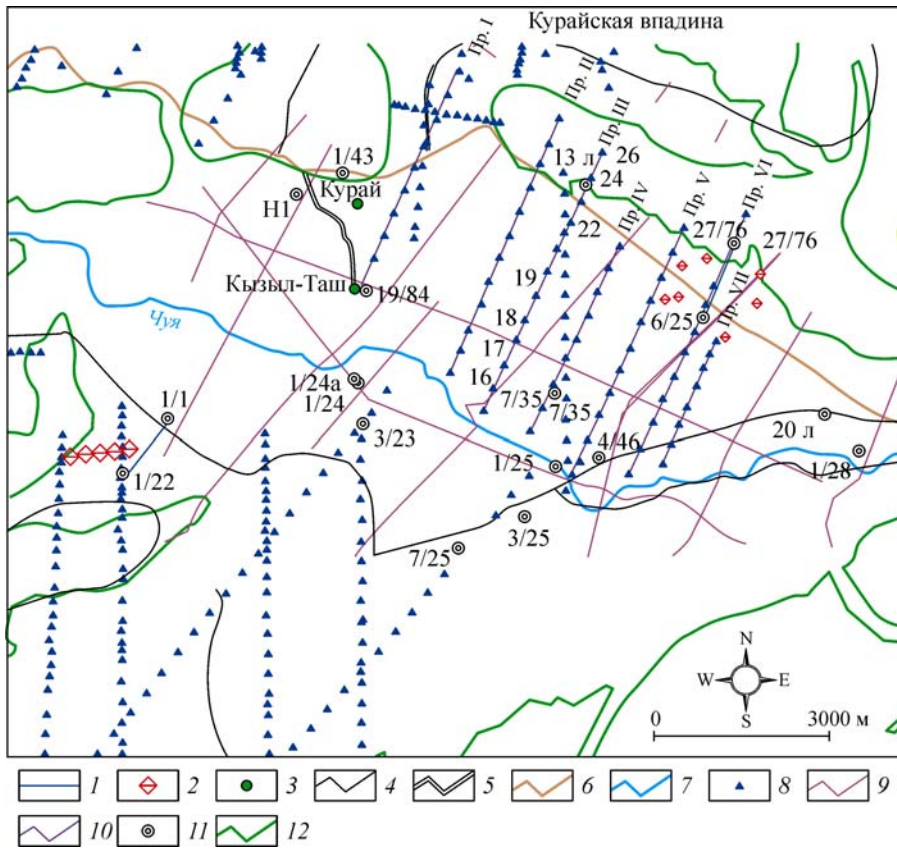 Курайская впадина
Пр. I
Пр. II
Пр. III
1/43
13 л
26
24
Курай
Пр. IV
Пр. V
Пр. VI
Н1
22
27/76
27/76
Кызыл-Таш
19/84
19
Пр. VII
Чуя
18
6/25
17
1/24а
16
1/24
7/35
7/35
1/1
3/23
20 л
4/46
1/22
1/25
1/28
3/25
7/25
N
W E
S
0 3000 м
1 2 3 4 5 6 7 8 9
10 11 12